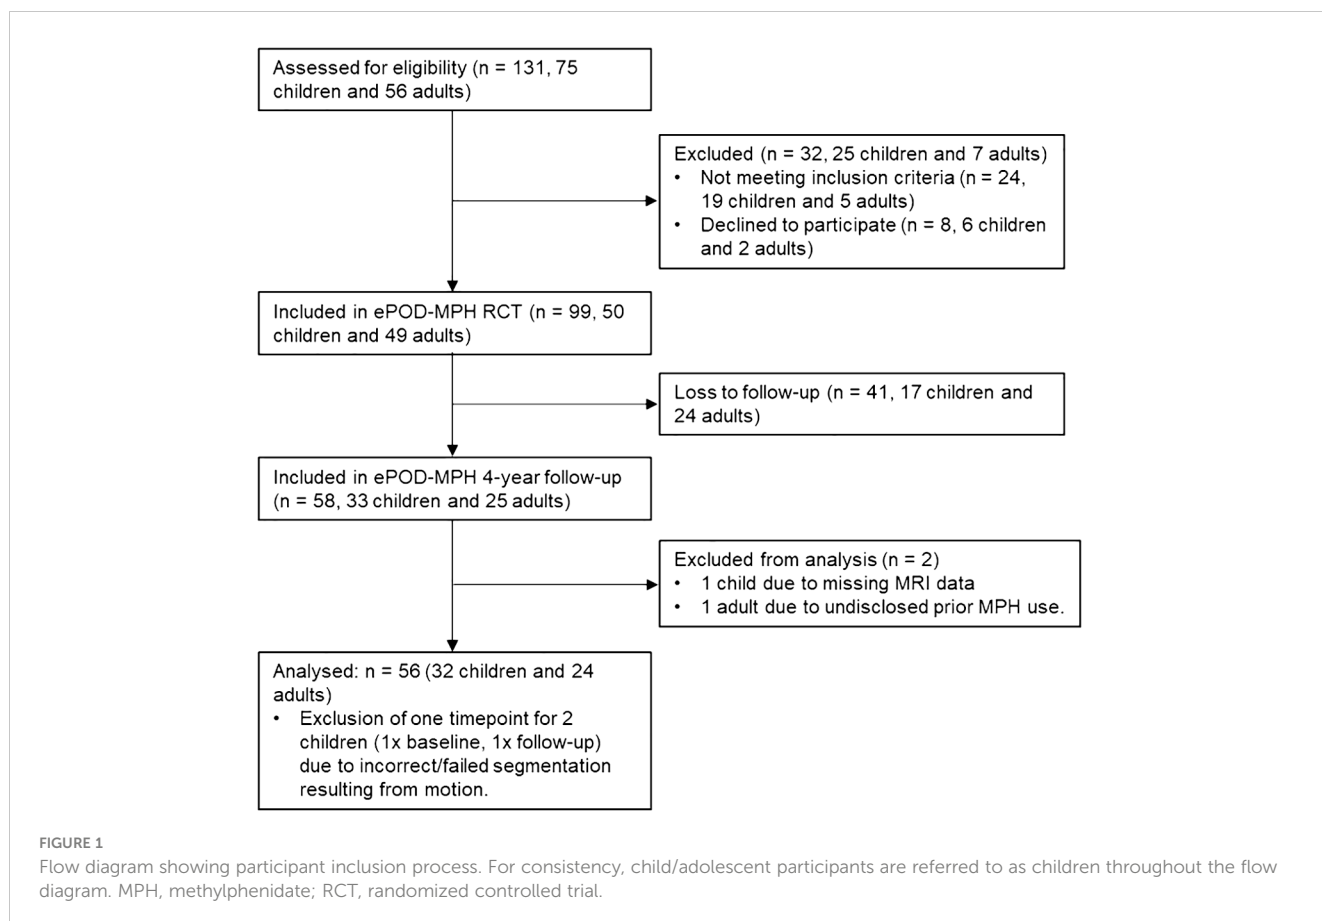 Assessed for eligibility (n = 131, 75
children and 56 adults)
Excluded (n = 32, 25 children and 7 adults)
• Not meeting inclusion criteria (n = 24,
19 children and 5 adults)
• Declined to participate (n = 8, 6 children
and 2 adults)
Included in ePOD-MPH RCT (n = 99, 50
children and 49 adults)
Loss to follow-up (n = 41, 17 children and
24 adults)
Included in ePOD-MPH 4-year follow-up
(n = 58, 33 children and 25 adults)
Excluded from analysis (n = 2)
• 1 child due to missing MRI data
• 1 adult due to undisclosed prior MPH use.
Analysed: n = 56 (32 children and 24
adults)
• Exclusion of one timepoint for 2
children (1x baseline, 1x follow-up)
due to incorrect/failed segmentation
resulting from motion.
FIGURE 1
Flow diagram showing participant inclusion process. For consistency, child/adolescent participants are referred to as children throughout the flow
diagram. MPH, methylphenidate; RCT, randomized controlled trial.